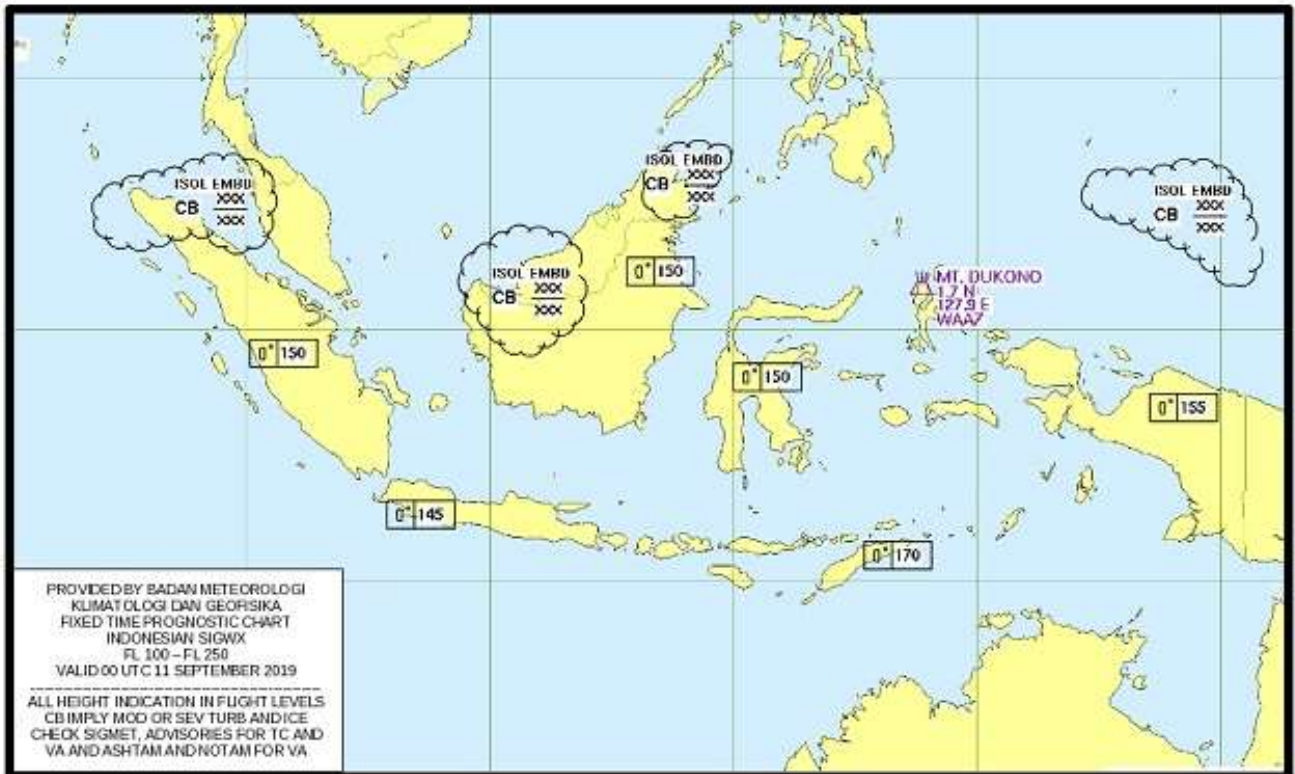 ISOL EMBD
CB XXX
XXX
ISOL EMBD
CB XXX
XXX
ISOL EMBD
CB XXX
XXX
ISOL EMBD
CB XXX
XXX
0° 150
MT. DUKONO
1.7 N
127.9 E
WAAZ
0° 150
0° 150
0° 155
0° 145
0° 170
PROVIDED BY BADAN METEOROLOGI
KLIMATOLOGI DAN GEOFISIKA
FIXED TIME PROGNOSTIC CHART
INDONESIAN SIGWX
FL 100 – FL 250
VALID 00 UTC 11 SEPTEMBER 2019
ALL HEIGHT INDICATION IN FLIGHT LEVELS
CB IMPLY MOD OR SEV TURB AND ICE
CHECK SIGMET, ADVISORIES FOR TC AND
VA AND ASHTAM AND NOTAM FOR VA